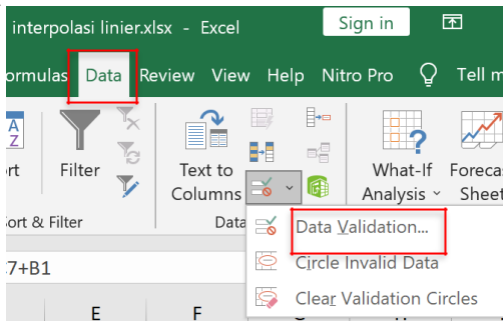 interpolasi linier.xlsx - Excel
Sign in
ormulas Data Review View Help Nitro Pro Tell m
A
Z
rt
Filter
Text to
Columns
What-If
Analysis
Forecas
Sheet
Sort & Filter
Data
Data Validation...
Circle Invalid Data
Clear Validation Circles
7+B1
E
F